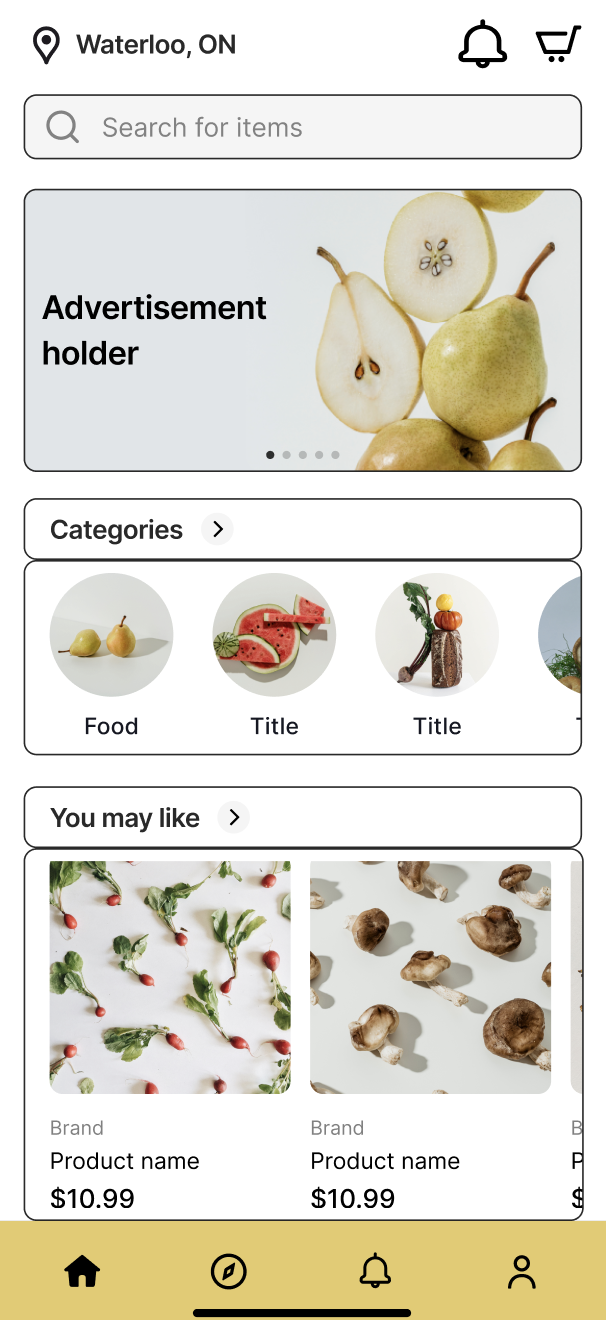 Waterloo, ON
Search for items
Advertisement
holder
Categories
Food Title Title
You may like
Brand Brand
Product name Product name
$10.99 $10.99